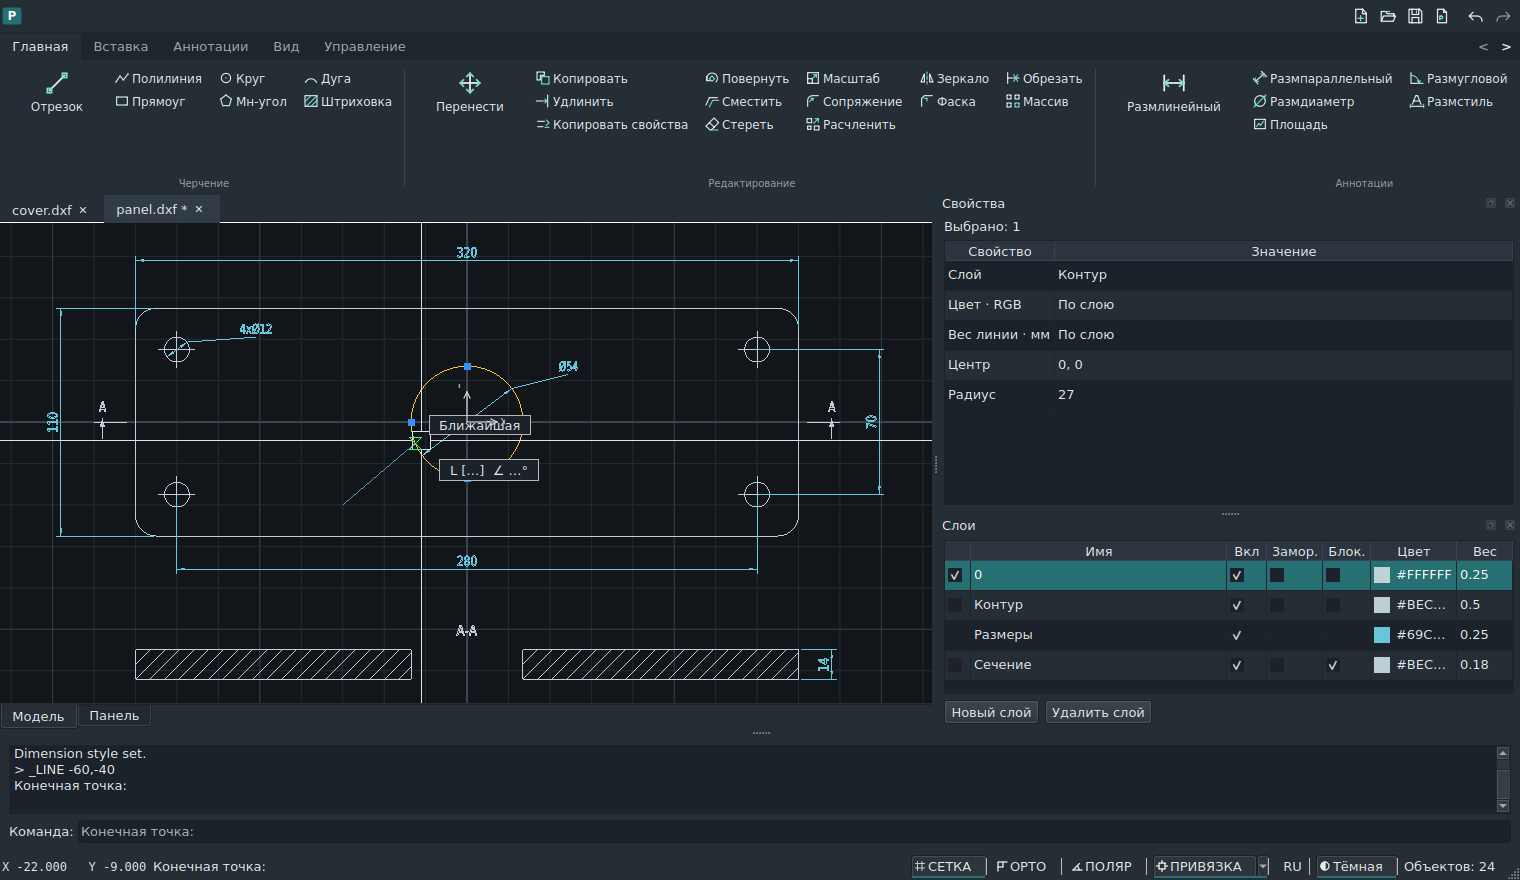 P
Главная Вставка Аннотации Вид Управление < >
Отрезок
Полилиния Круг Дуга
Прямоуг Мн-угол Штриховка
Черчение
Перенести
Копировать Повернуть Масштаб Зеркало Обрезать
Удлинить Сместить Сопряжение Фаска Массив
Копировать свойства Стереть Расчленить
Редактирование
Размлинейный
Размпараллельный Размугловой
Размдиаметр Размстиль
Площадь
Аннотации
cover.dxf × panel.dxf * ×
320
4xØ12
Ø54
110
A A
70
Ближайшая
L [...] ∠ ...°
280
A-A
14
Модель Панель
Свойства
Выбрано: 1
Свойство Значение
Слой Контур
Цвет · RGB По слою
Вес линии · мм По слою
Центр 0, 0
Радиус 27
Слои
Имя Вкл Замор. Блок. Цвет Вес
0 #FFFFFF 0.25
Контур #BEC... 0.5
Размеры #69C... 0.25
Сечение #BEC... 0.18
Новый слой Удалить слой
Dimension style set.
> _LINE -60,-40
Конечная точка:
Команда: Конечная точка:
X -22.000 Y -9.000 Конечная точка: СЕТКА ОРТО ПОЛЯР ПРИВЯЗКА RU Тёмная Объектов: 24